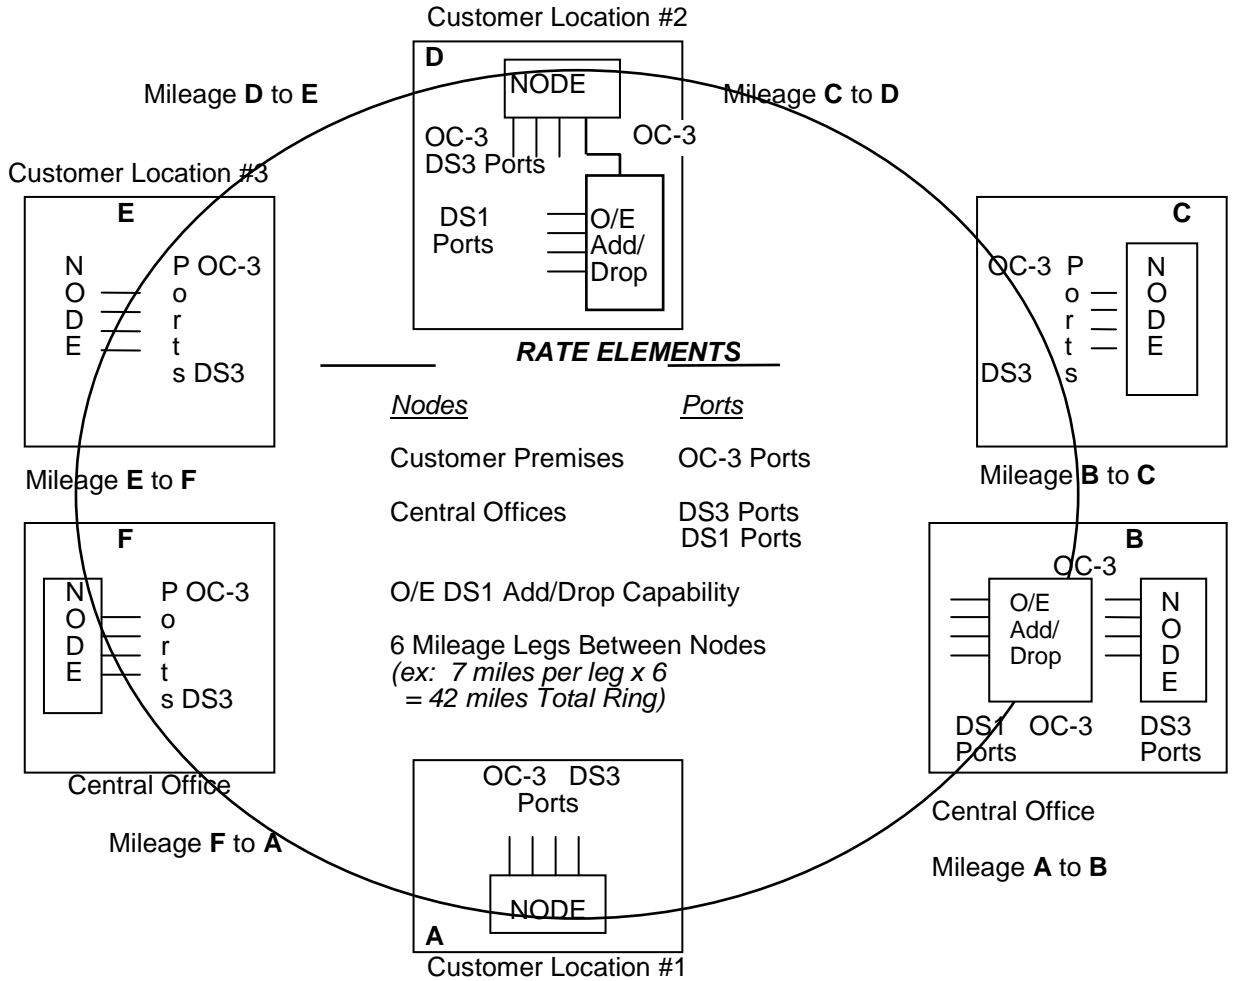 Customer Location #2
D
NODE
OC-3
DS3 Ports
OC-3
DS1
Ports
O/E
Add/
Drop
Mileage D to E
Mileage C to D
Customer Location #3
E
N
O
D
E
P OC-3
o
r
t
s DS3
C
OC-3 P
o
r
t
DS3 s
N
O
D
E
RATE ELEMENTS
Nodes Ports
Customer Premises OC-3 Ports
Central Offices DS3 Ports
DS1 Ports
O/E DS1 Add/Drop Capability
6 Mileage Legs Between Nodes
(ex: 7 miles per leg x 6
= 42 miles Total Ring)
Mileage E to F
Mileage B to C
F
N
O
D
E
P OC-3
o
r
t
s DS3
Central Office
B
OC-3
O/E
Add/
Drop
N
O
D
E
DS1 OC-3 DS3
Ports Ports
Central Office
Mileage F to A
Mileage A to B
OC-3 DS3
Ports
NODE
A
Customer Location #1